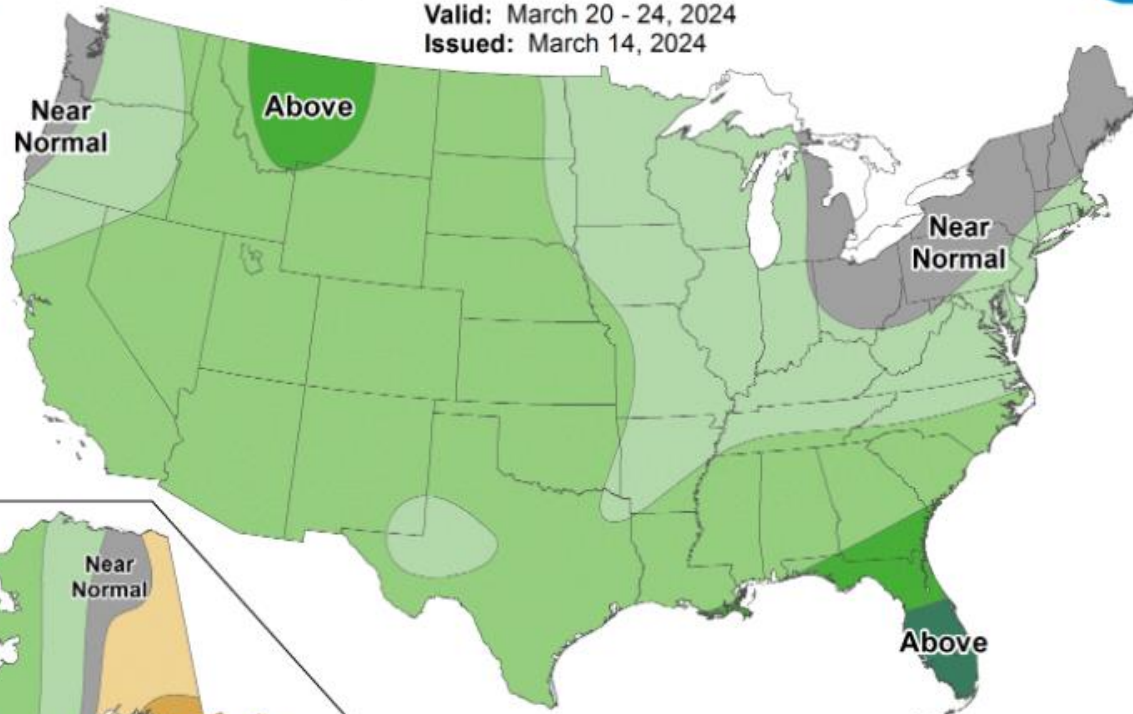 Valid: March 20 - 24, 2024
Issued: March 14, 2024
Above
Near
Normal
Near
Normal
Near
Normal
Above